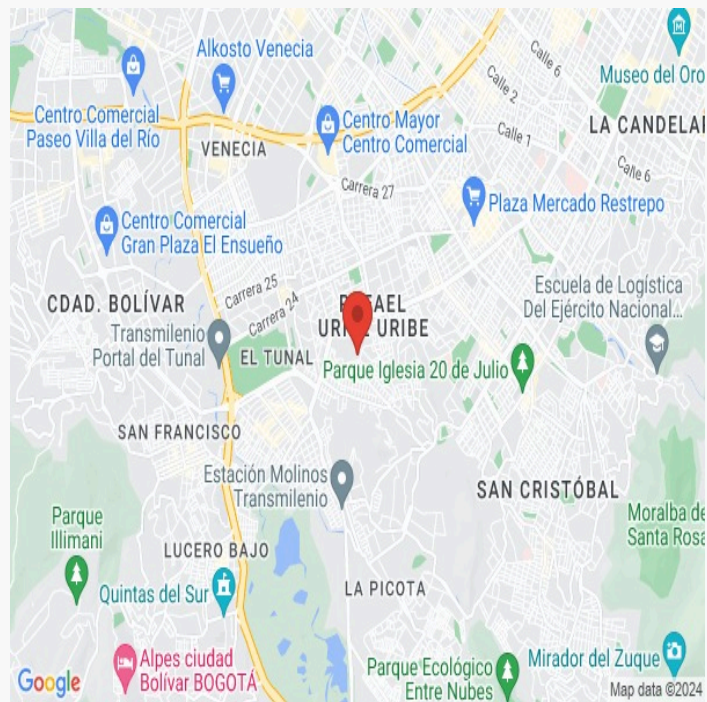 Calle 6
Museo del Oro
Alkosto Venecia
Calle 2
Centro Comercial
Paseo Villa del Río
Centro Mayor
Centro Comercial
Calle 1
LA CANDELAR
VENECIA
Calle 6
Carrera 27
Plaza Mercado Restrepo
Centro Comercial
Gran Plaza El Ensueño
Escuela de Logística
Del Ejército Nacional...
Carrera 25
CDAD. BOLÍVAR
Carrera 24
URIBE
Transmilenio
Portal del Tunal
EL TUNAL
Parque Iglesia 20 de Julio
SAN FRANCISCO
Estación Molinos
Transmilenio
SAN CRISTÓBAL
Parque
Illimani
Moralba de
Santa Rosa
LUCERO BAJO
Quintas del Sur
LA PICOTA
Alpes ciudad
Bolívar BOGOTÁ
Parque Ecológico
Entre Nubes
Mirador del Zuque
Google
Map data ©2024